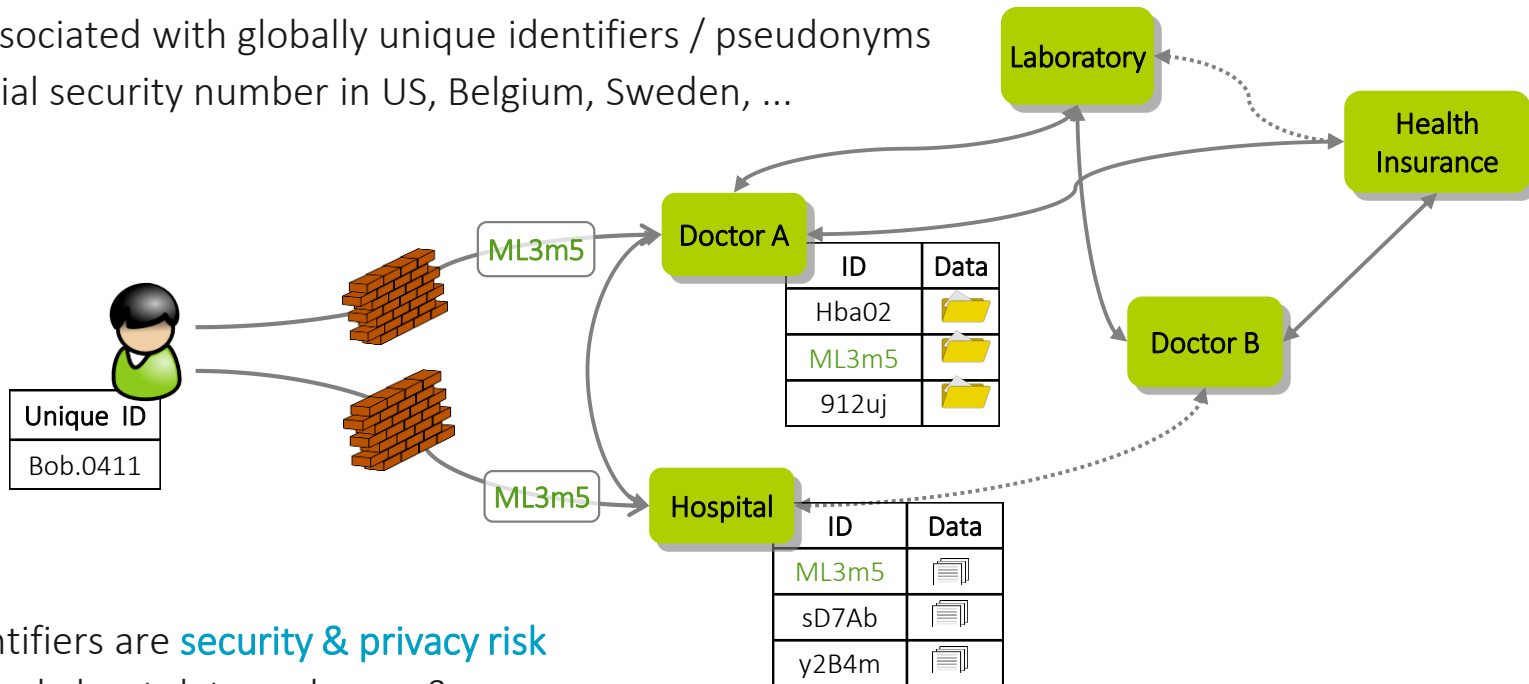 sociated with globally unique identifiers / pseudonyms
ial security number in US, Belgium, Sweden, ...
Laboratory
Health
Insurance
ML3m5
Doctor A
ID Data
Hba02
ML3m5
912uj
Doctor B
Unique ID
Bob.0411
ML3m5
Hospital
ID Data
ML3m5
sD7Ab
y2B4m
ntifiers are security & privacy risk